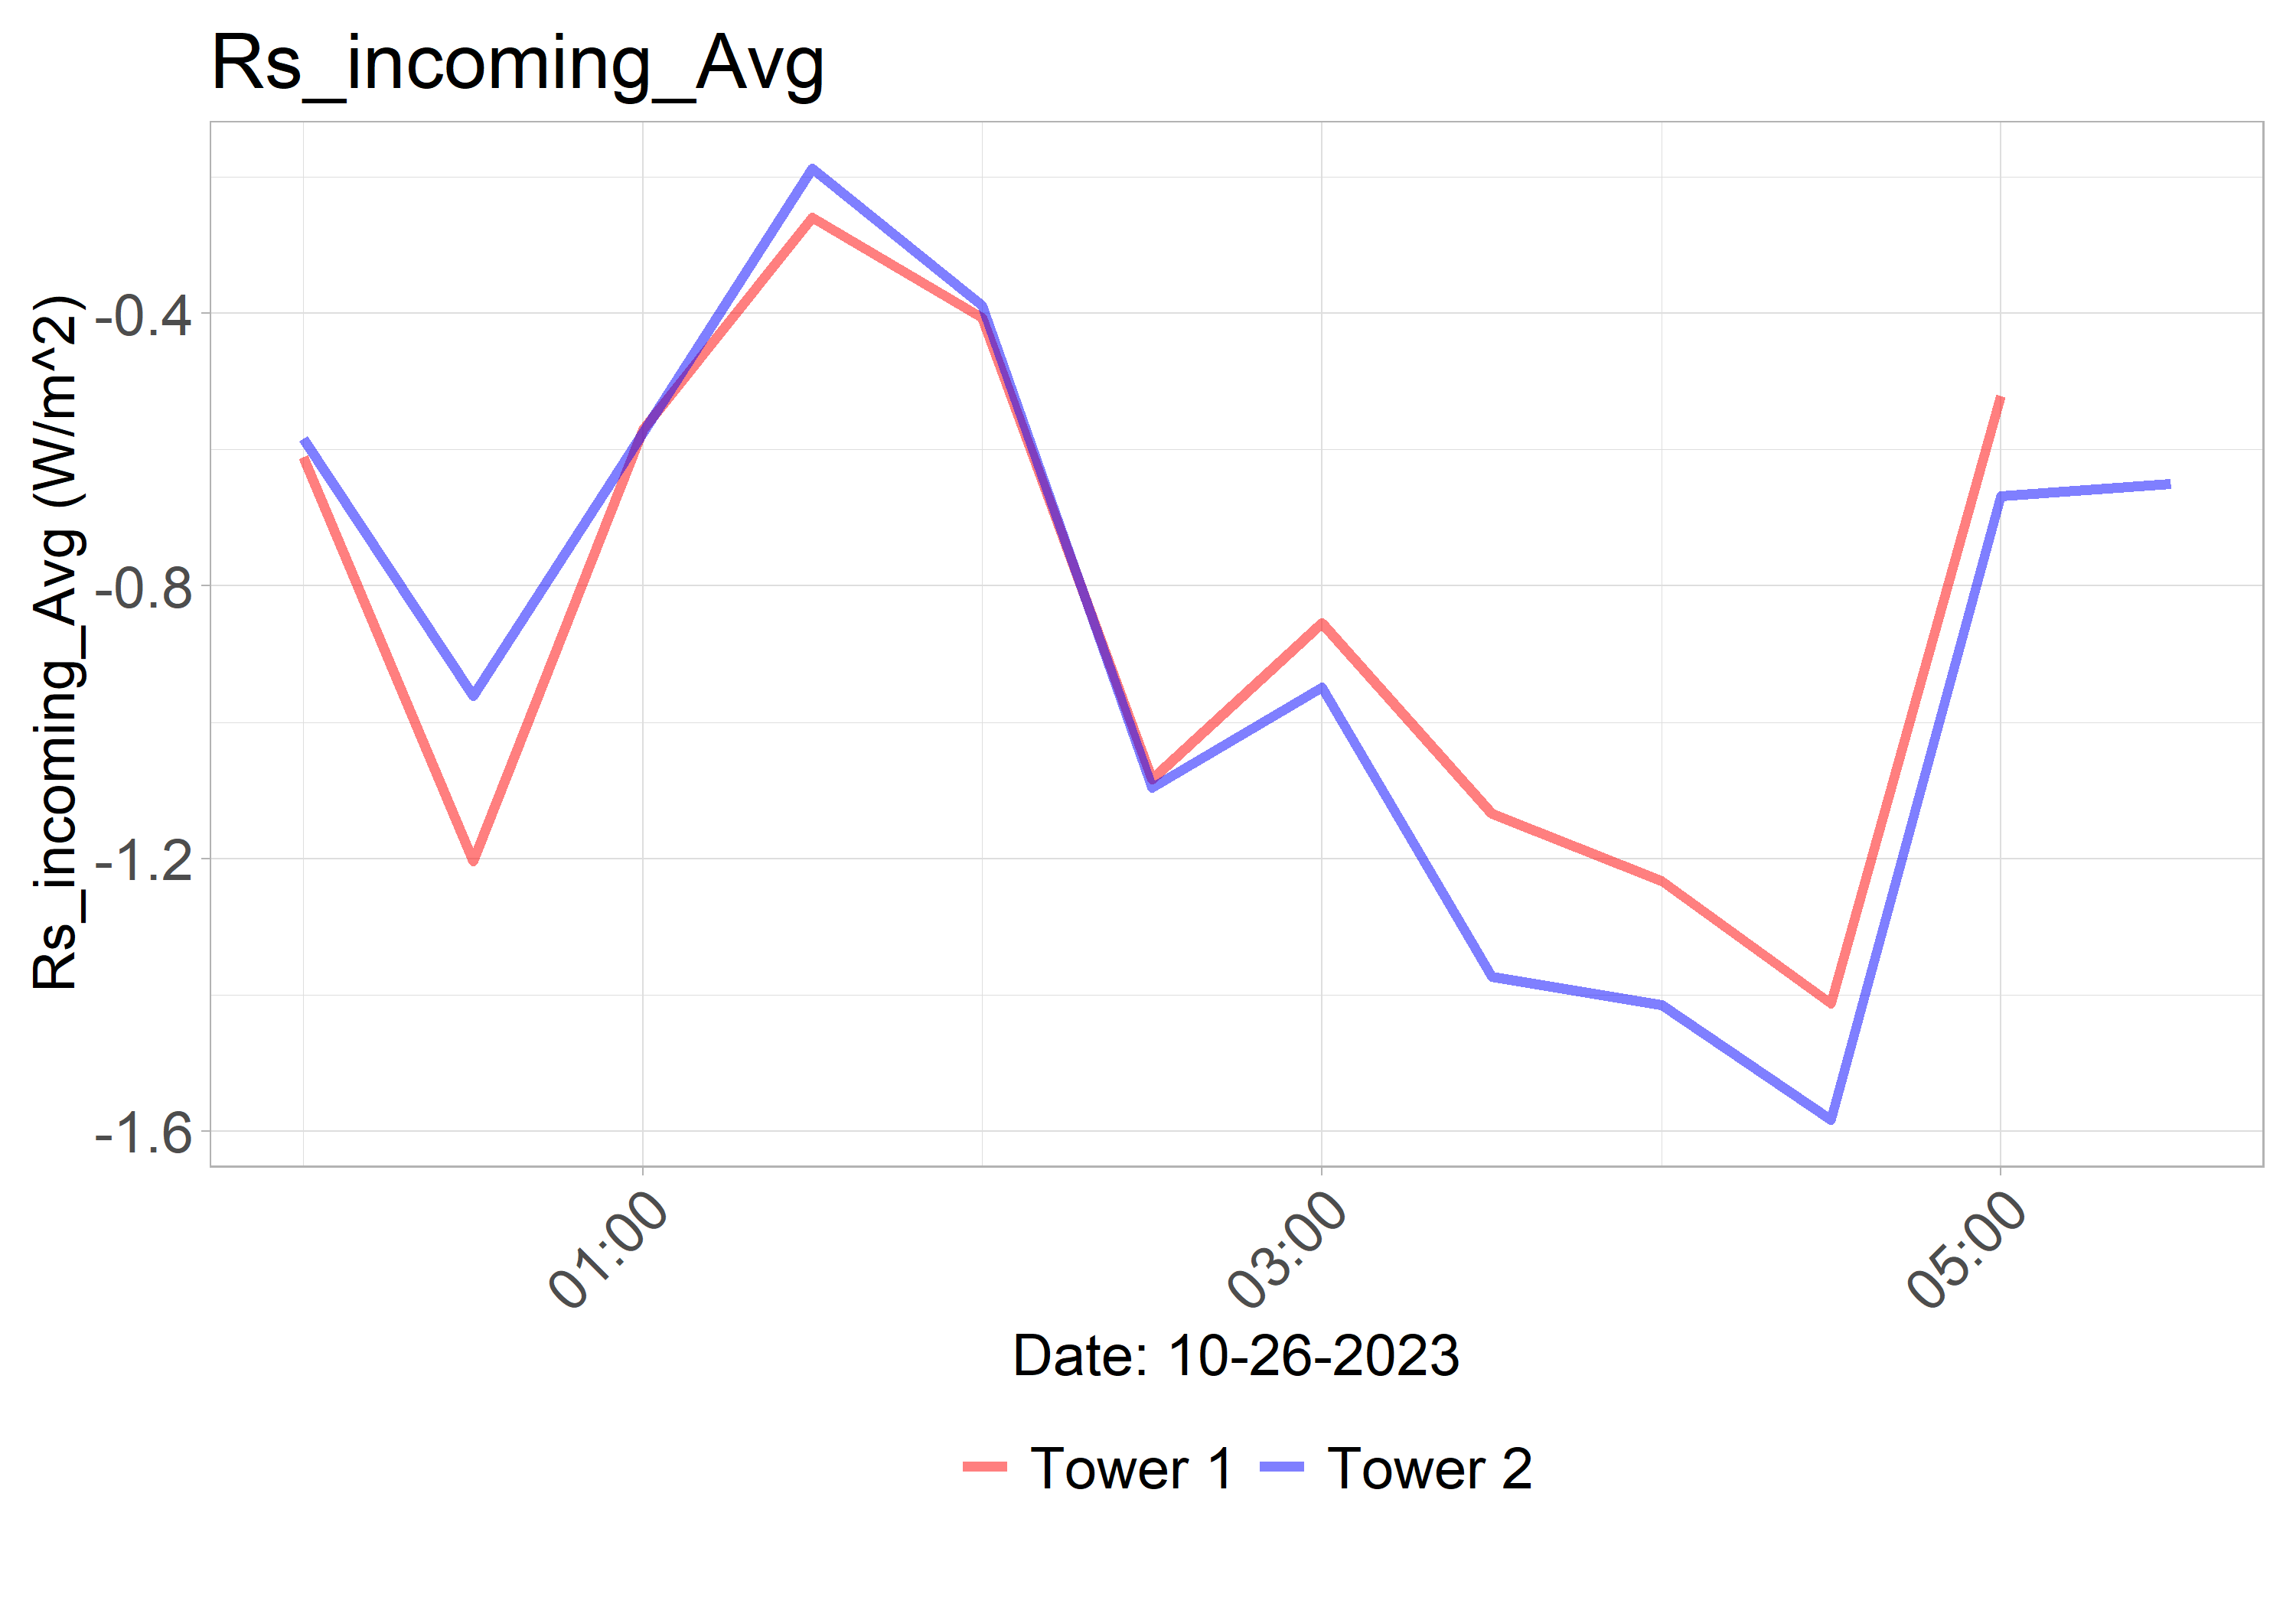 Rs_incoming_Avg
Rs_incoming_Avg (W/m^2)
-0.4
-0.8
-1.2
-1.6
01:00
03:00
05:00
Date: 10-26-2023
Tower 1
Tower 2